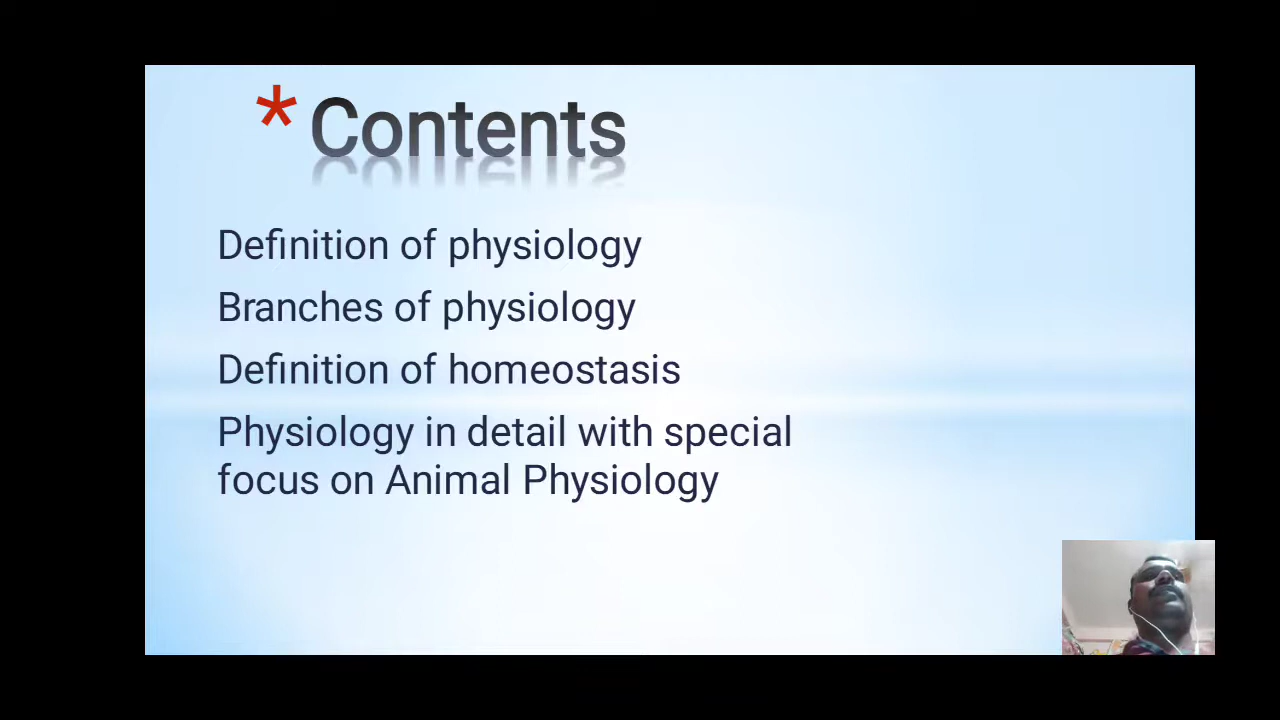 * Contents
Definition of physiology
Branches of physiology
Definition of homeostasis
Physiology in detail with special
focus on Animal Physiology